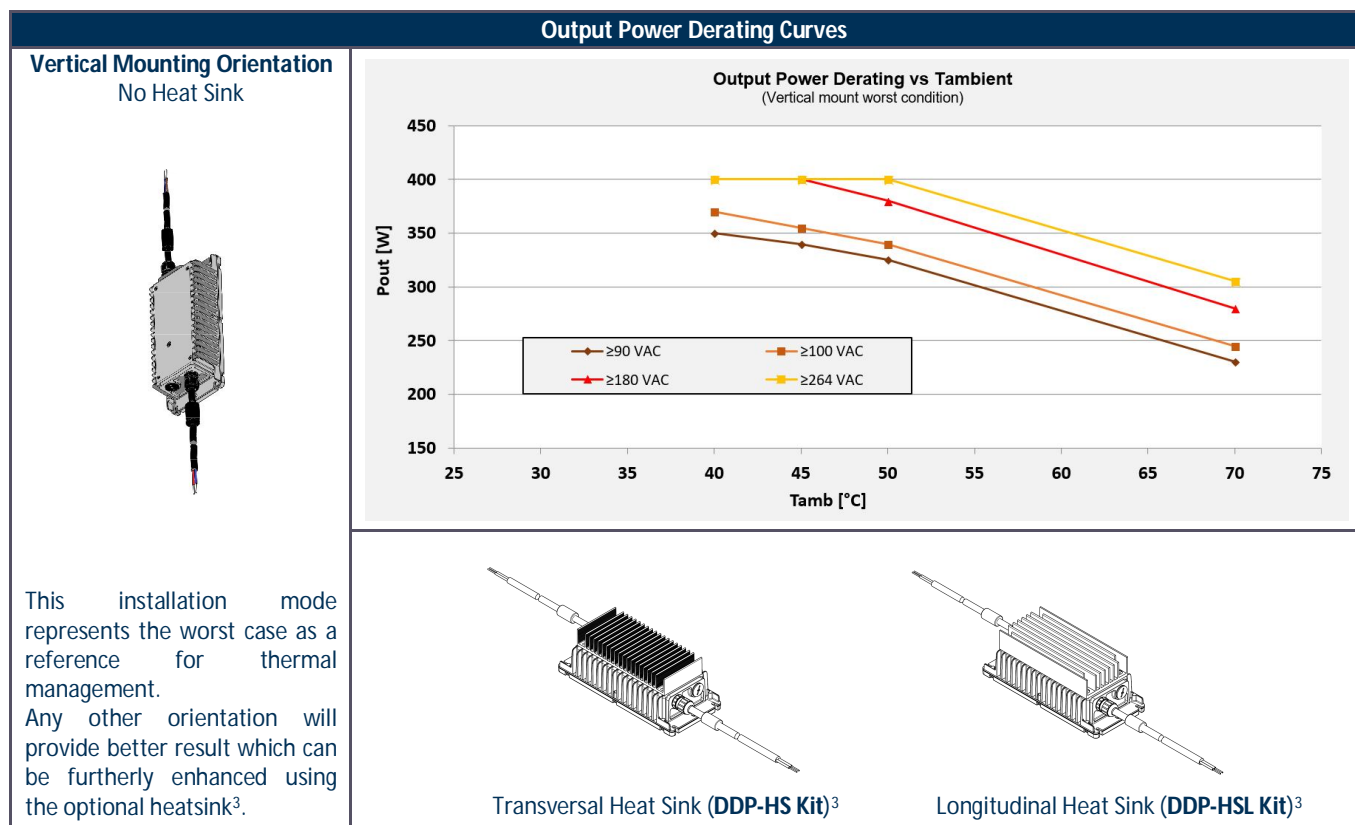 Output Power Derating Curves
Vertical Mounting Orientation
No Heat Sink
This installation mode
represents the worst case as a
reference for thermal
management.
Any other orientation will
provide better result which can
be furtherly enhanced using
the optional heatsink³.
Output Power Derating vs Tambient
(Vertical mount worst condition)
Pout [W]
450
400
350
300
250
200
150
≥90 VAC
≥100 VAC
≥180 VAC
≥264 VAC
25 30 35 40 45 50 55 60 65 70 75
Tamb [°C]
Transversal Heat Sink (DDP-HS Kit)³
Longitudinal Heat Sink (DDP-HSL Kit)³